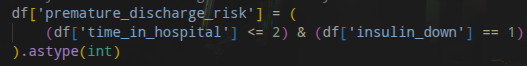 df['premature_discharge_risk'] = (
    (df['time_in_hospital'] <= 2) & (df['insulin_down'] == 1)
).astype(int)